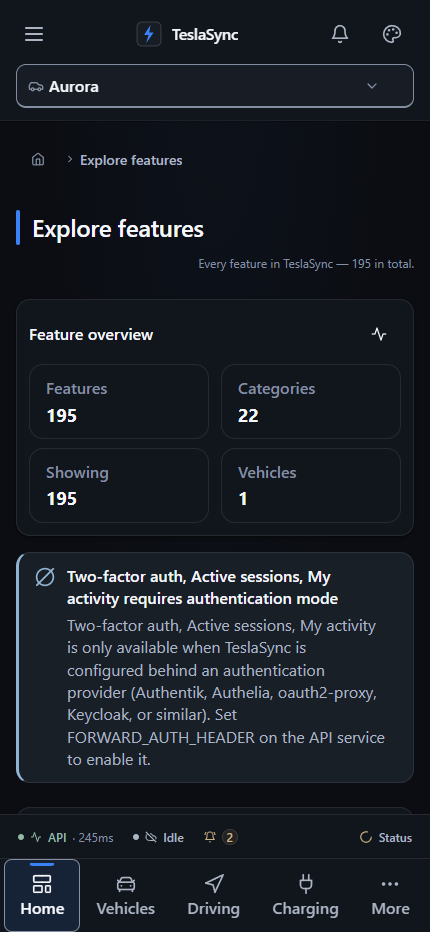 TeslaSync
Aurora
Explore features
Explore features
Every feature in TeslaSync — 195 in total.
Feature overview
Features
195
Categories
22
Showing
195
Vehicles
1
Two-factor auth, Active sessions, My
activity requires authentication mode
Two-factor auth, Active sessions, My activity
is only available when TeslaSync is
configured behind an authentication
provider (Authentik, Authelia, oauth2-proxy,
Keycloak, or similar). Set
FORWARD_AUTH_HEADER on the API service
to enable it.
API · 245ms
Idle
2
Status
Home
Vehicles
Driving
Charging
More